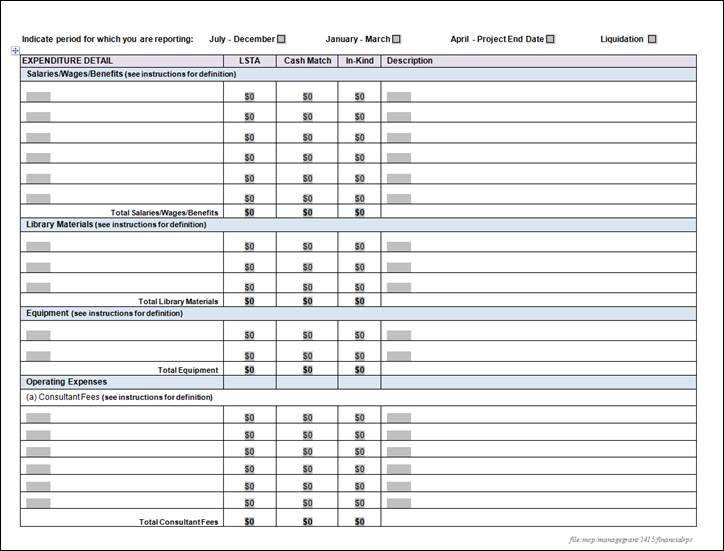 Indicate period for which you are reporting: July - December January - March April - Project End Date Liquidation
EXPENDITURE DETAIL LSTA Cash Match In-Kind Description
Salaries/Wages/Benefits (see instructions for definition)
$0 $0 $0
$0 $0 $0
$0 $0 $0
$0 $0 $0
$0 $0 $0
$0 $0 $0
Total Salaries/Wages/Benefits $0 $0 $0
Library Materials (see instructions for definition)
$0 $0 $0
$0 $0 $0
$0 $0 $0
Total Library Materials $0 $0 $0
Equipment (see instructions for definition)
$0 $0 $0
$0 $0 $0
Total Equipment $0 $0 $0
Operating Expenses
(a) Consultant Fees (see instructions for definition)
$0 $0 $0
$0 $0 $0
$0 $0 $0
$0 $0 $0
$0 $0 $0
$0 $0 $0
Total Consultant Fees $0 $0 $0
file: mcp/managegrant/1415/financialrpt